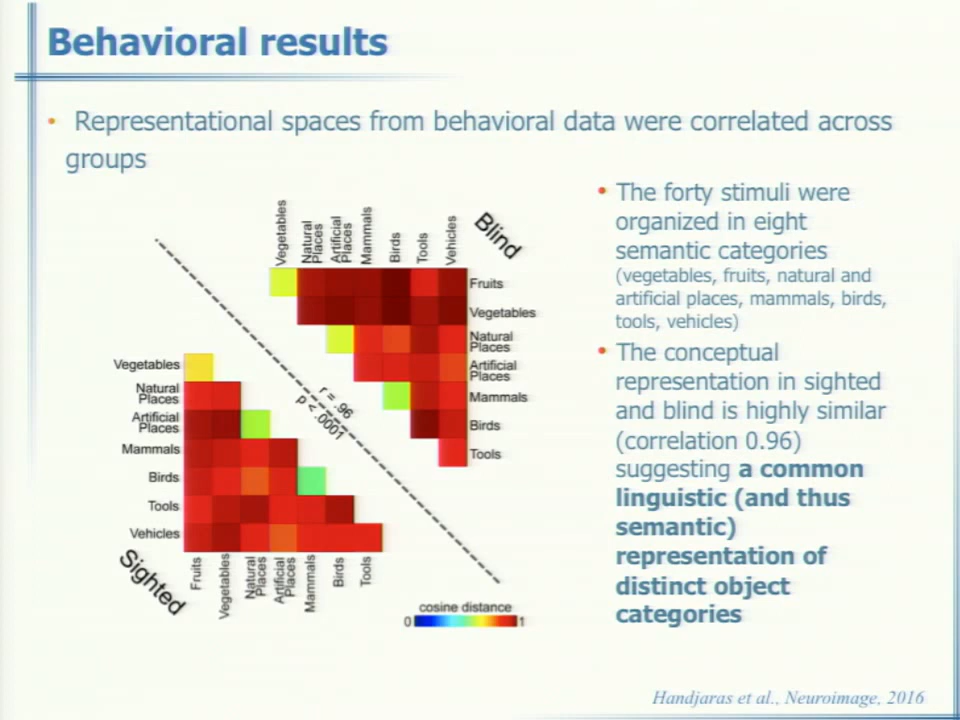 Behavioral results
• Representational spaces from behavioral data were correlated across
groups
• The forty stimuli were
organized in eight
semantic categories
(vegetables, fruits, natural and
artificial places, mammals, birds,
tools, vehicles)
• The conceptual
representation in sighted
and blind is highly similar
(correlation 0.96)
suggesting a common
linguistic (and thus
semantic)
representation of
distinct object
categories
Blind
Vegetables
Natural
Places
Artificial
Places
Mammals
Birds
Tools
Vehicles
Fruits
Vegetables
Natural
Places
Artificial
Places
Mammals
Birds
Tools
r = .96
p < .0001
Vegetables
Natural
Places
Artificial
Places
Mammals
Birds
Tools
Vehicles
Sighted
Fruits
Vegetables
Natural
Places
Artificial
Places
Mammals
Birds
Tools
cosine distance
0 1
Handjaras et al., Neuroimage, 2016